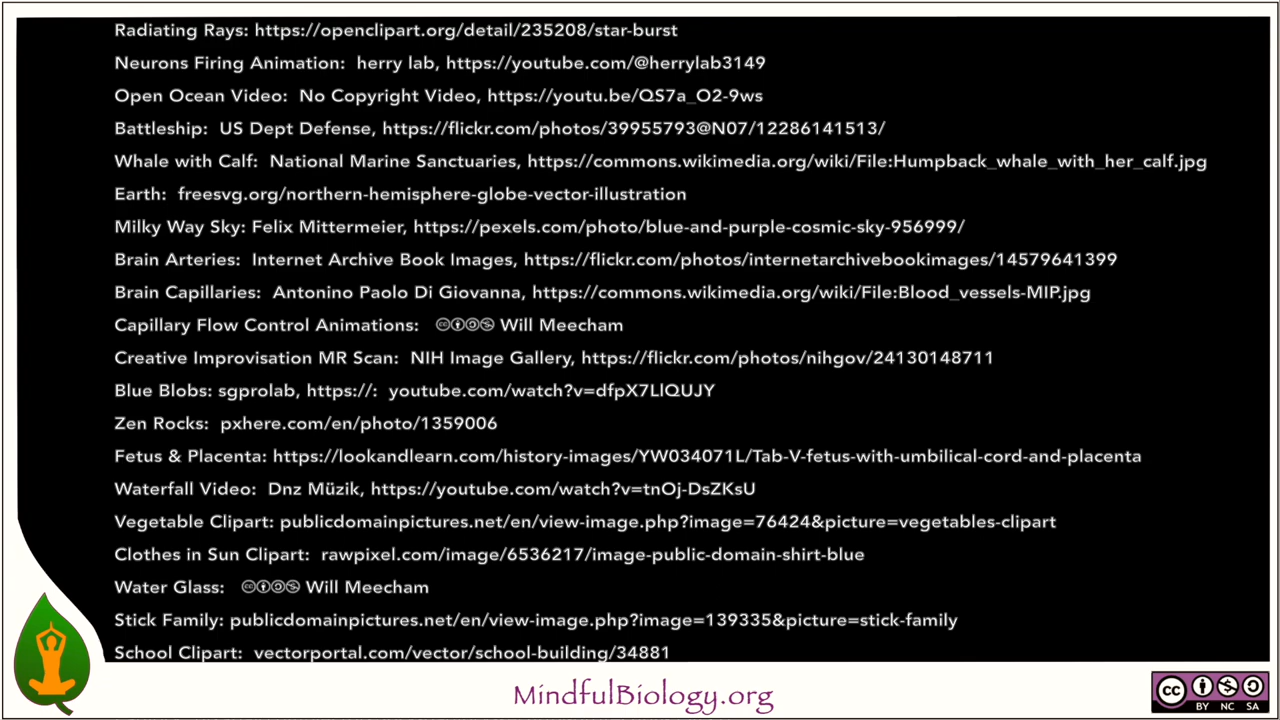 Radiating Rays: https://openclipart.org/detail/235208/star-burst
Neurons Firing Animation: herry lab, https://youtube.com/@herrylab3149
Open Ocean Video: No Copyright Video, https://youtu.be/QS7a_O2-9ws
Battleship: US Dept Defense, https://flickr.com/photos/39955793@N07/12286141513/
Whale with Calf: National Marine Sanctuaries, https://commons.wikimedia.org/wiki/File:Humpback_whale_with_her_calf.jpg
Earth: freesvg.org/northern-hemisphere-globe-vector-illustration
Milky Way Sky: Felix Mittermeier, https://pexels.com/photo/blue-and-purple-cosmic-sky-956999/
Brain Arteries: Internet Archive Book Images, https://flickr.com/photos/internetarchivebookimages/14579641399
Brain Capillaries: Antonino Paolo Di Giovanna, https://commons.wikimedia.org/wiki/File:Blood_vessels-MIP.jpg
Capillary Flow Control Animations: Will Meecham
Creative Improvisation MR Scan: NIH Image Gallery, https://flickr.com/photos/nihgov/24130148711
Blue Blobs: sgprolab, https://: youtube.com/watch?v=dfpX7LlQUJY
Zen Rocks: pxhere.com/en/photo/1359006
Fetus & Placenta: https://lookandlearn.com/history-images/YW034071L/Tab-V-fetus-with-umbilical-cord-and-placenta
Waterfall Video: Dnz Müzik, https://youtube.com/watch?v=tnOj-DsZKsU
Vegetable Clipart: publicdomainpictures.net/en/view-image.php?image=76424&picture=vegetables-clipart
Clothes in Sun Clipart: rawpixel.com/image/6536217/image-public-domain-shirt-blue
Water Glass: Will Meecham
Stick Family: publicdomainpictures.net/en/view-image.php?image=139335&picture=stick-family
School Clipart: vectorportal.com/vector/school-building/34881
MindfulBiology.org
cc BY NC SA